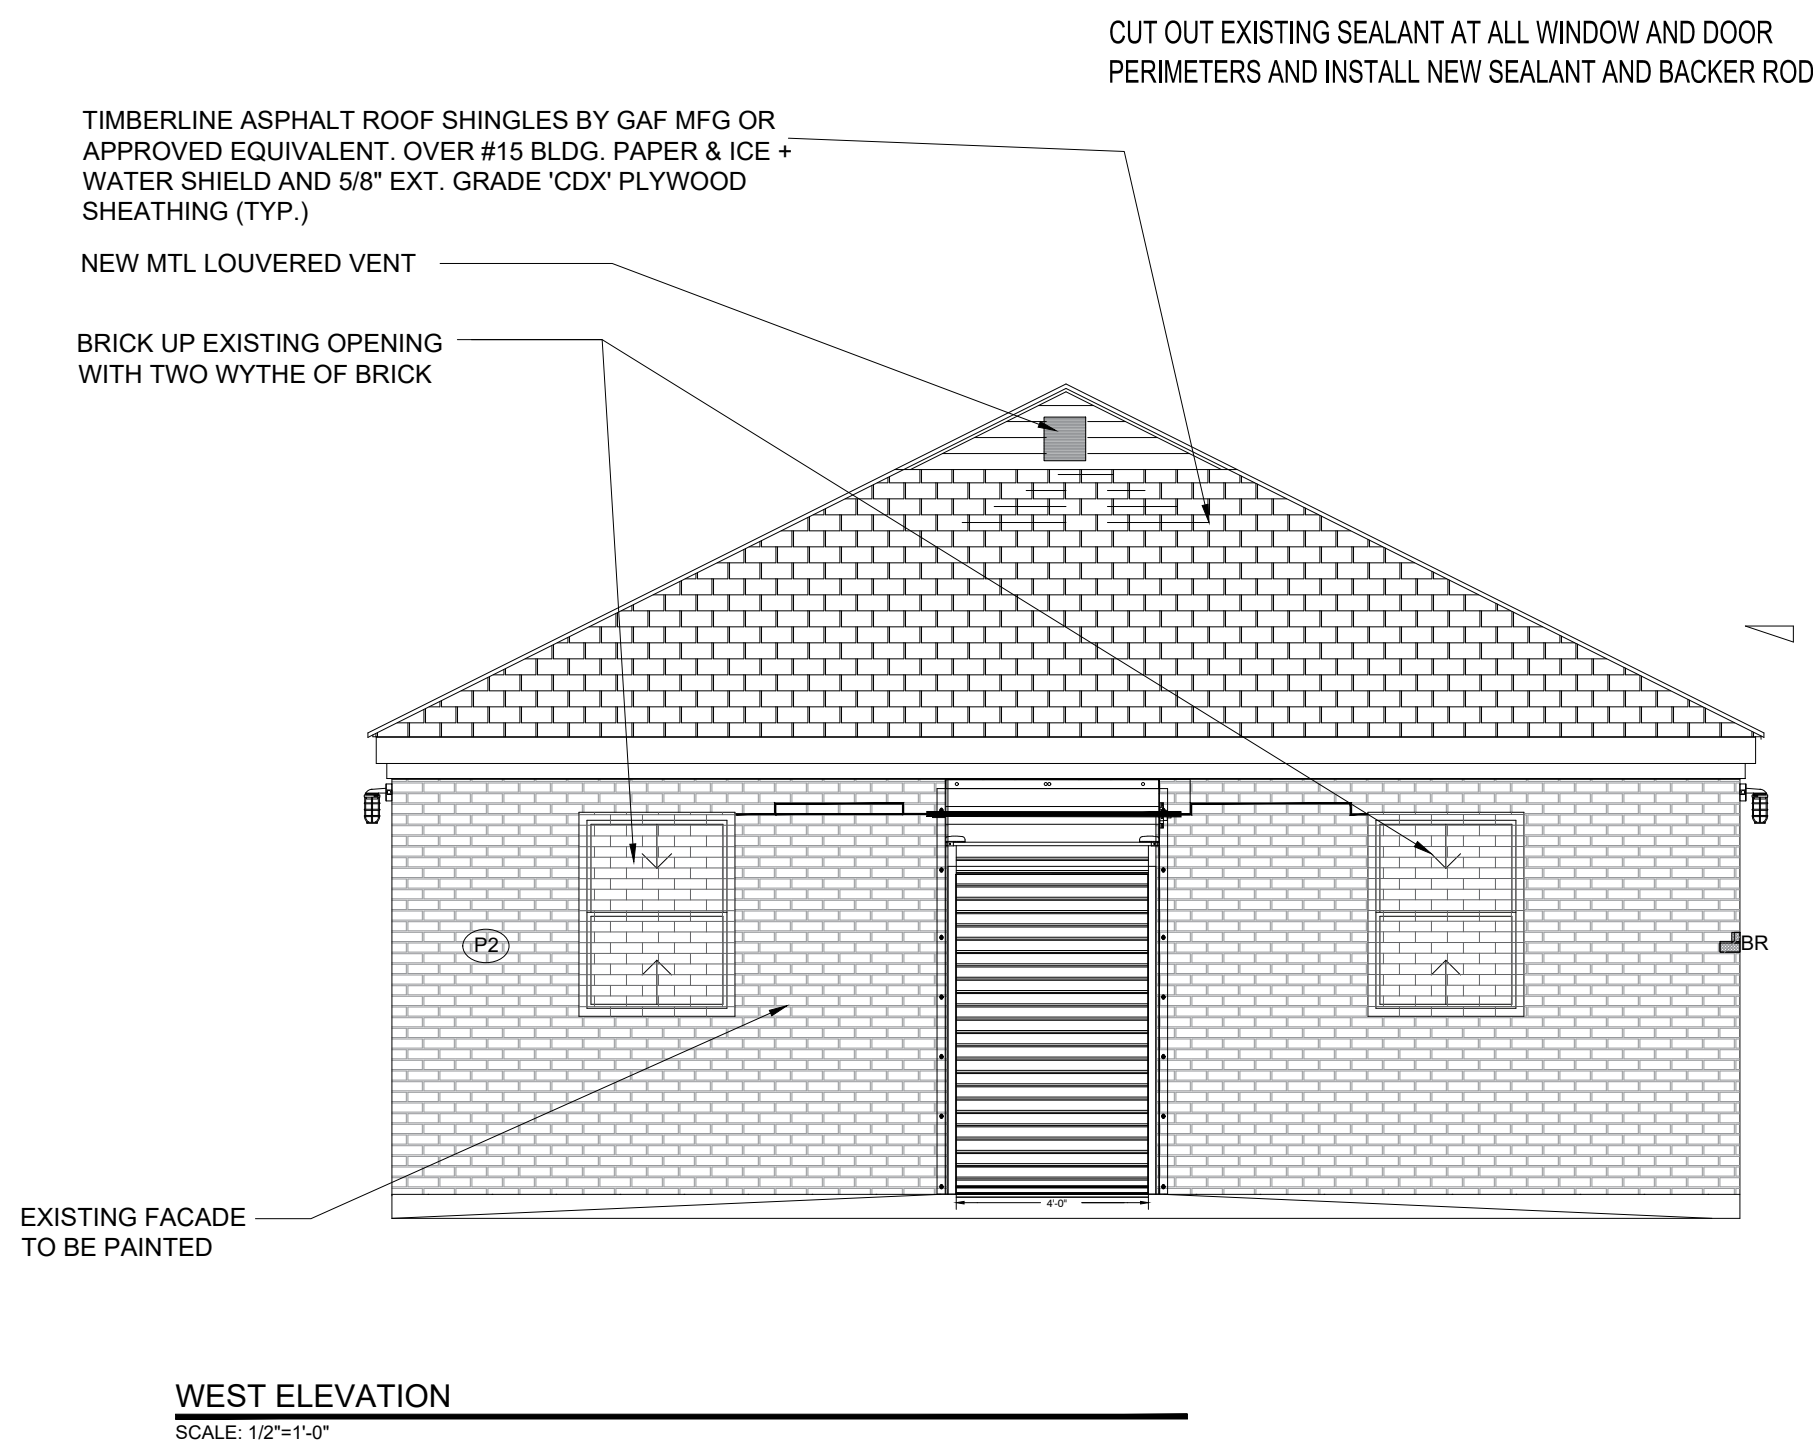 CUT OUT EXISTING SEALANT AT ALL WINDOW AND DOOR
PERIMETERS AND INSTALL NEW SEALANT AND BACKER ROD
TIMBERLINE ASPHALT ROOF SHINGLES BY GAF MFG OR
APPROVED EQUIVALENT. OVER #15 BLDG. PAPER & ICE +
WATER SHIELD AND 5/8" EXT. GRADE 'CDX' PLYWOOD
SHEATHING (TYP.)
NEW MTL LOUVERED VENT
BRICK UP EXISTING OPENING
WITH TWO WYTHE OF BRICK
P2
BR
4'-0"
EXISTING FACADE
TO BE PAINTED
WEST ELEVATION
SCALE: 1/2"=1'-0"